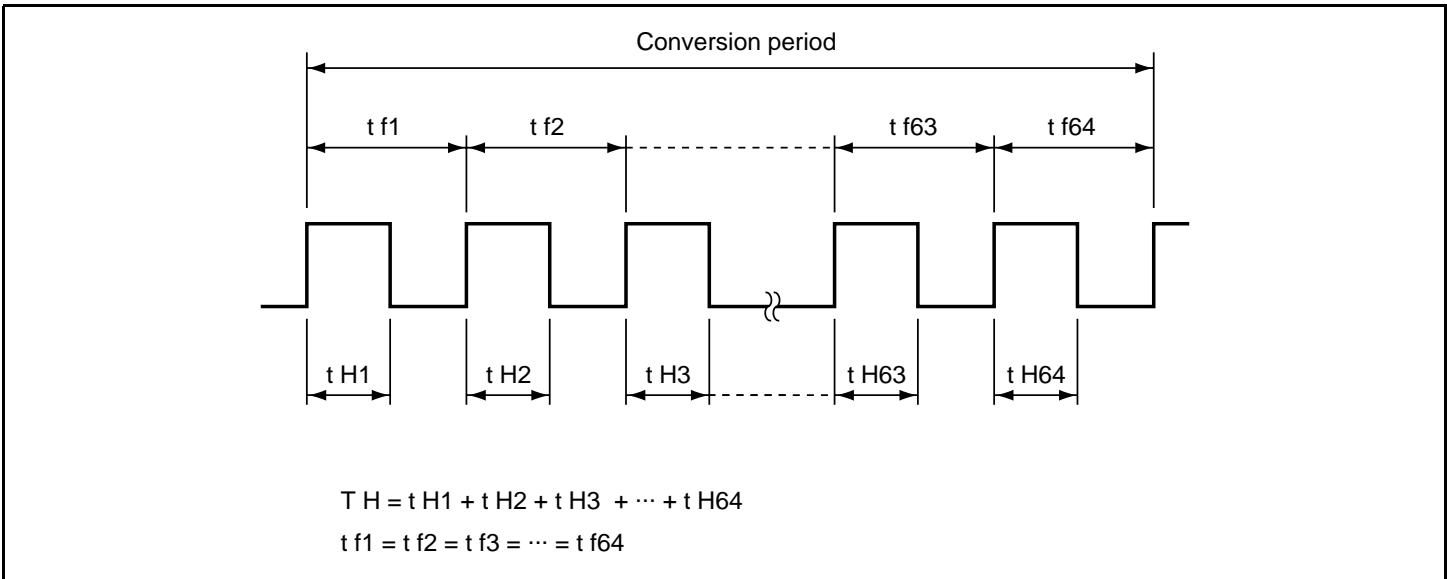 Conversion period
t f1 t f2 t f63 t f64
t H1 t H2 t H3 t H63 t H64
T H = t H1 + t H2 + t H3 + ··· + t H64
t f1 = t f2 = t f3 = ··· = t f64